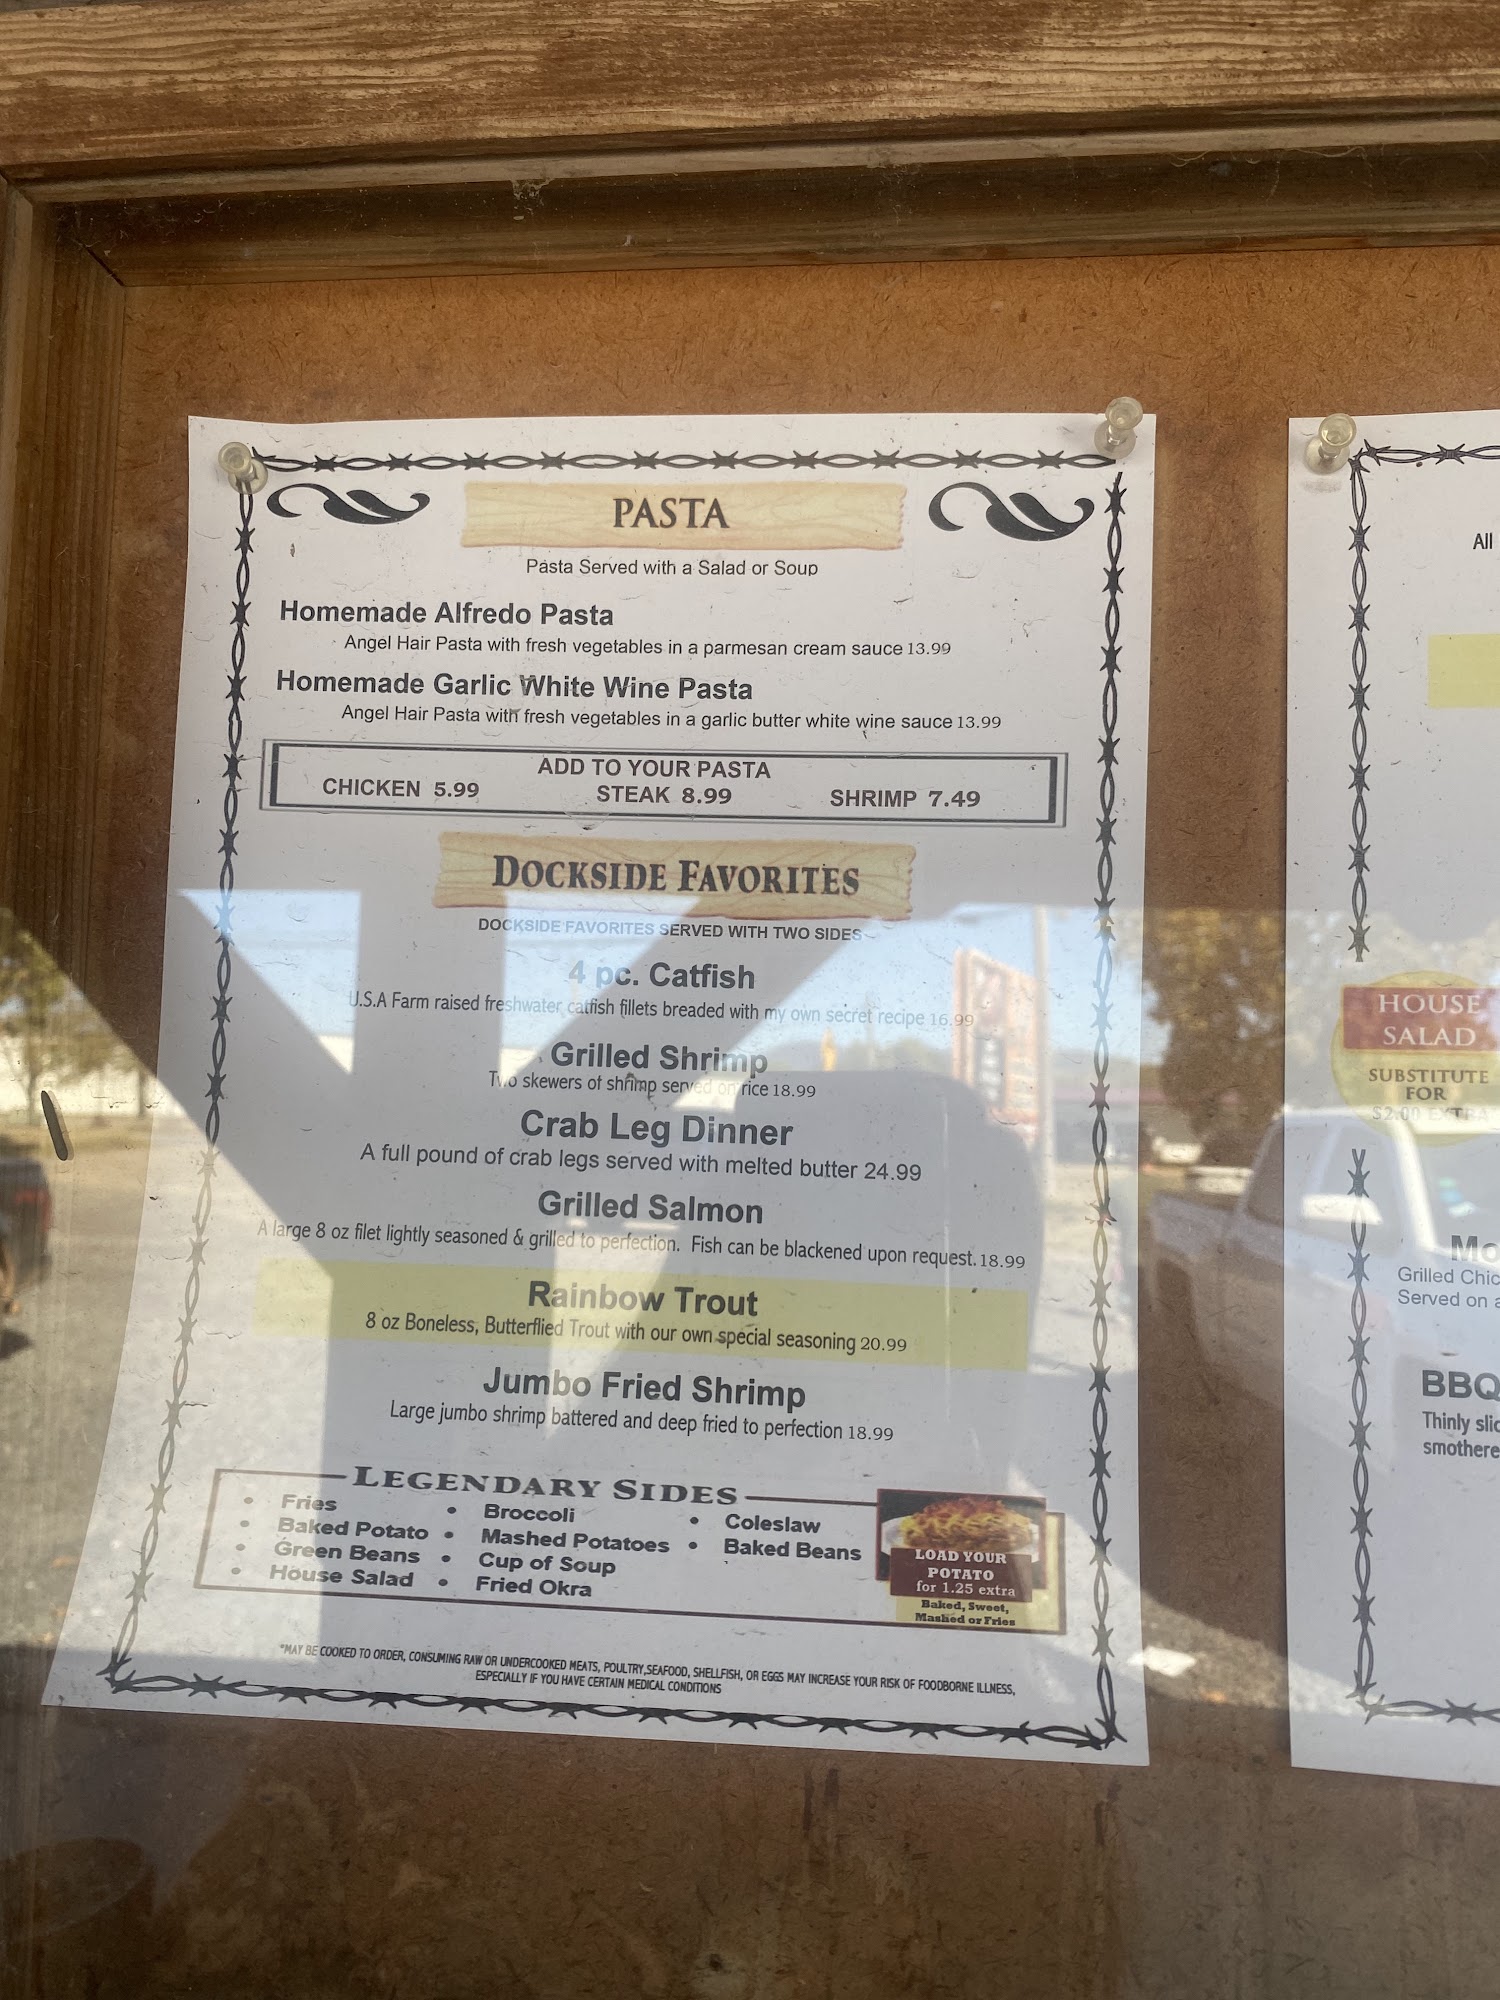 PASTA
Pasta Served with a Salad or Soup
Homemade Alfredo Pasta
Angel Hair Pasta with fresh vegetables in a parmesan cream sauce 13.99
Homemade Garlic White Wine Pasta
Angel Hair Pasta with fresh vegetables in a garlic butter white wine sauce 13.99
ADD TO YOUR PASTA
CHICKEN 5.99 STEAK 8.99 SHRIMP 7.49
DOCKSIDE FAVORITES
DOCKSIDE FAVORITES SERVED WITH TWO SIDES
4 pc. Catfish
U.S.A Farm raised freshwater catfish fillets breaded with my own secret recipe 16.99
Grilled Shrimp
Two skewers of shrimp served on rice 18.99
Crab Leg Dinner
A full pound of crab legs served with melted butter 24.99
Grilled Salmon
A large 8 oz filet lightly seasoned & grilled to perfection. Fish can be blackened upon request. 18.99
Rainbow Trout
8 oz Boneless, Butterflied Trout with our own special seasoning 20.99
Jumbo Fried Shrimp
Large jumbo shrimp battered and deep fried to perfection 18.99
LEGENDARY SIDES
• Fries • Broccoli • Coleslaw
• Baked Potato • Mashed Potatoes • Baked Beans
• Green Beans • Cup of Soup
• House Salad • Fried Okra
LOAD YOUR
POTATO
for 1.25 extra
Baked, Sweet,
Mashed or Fries
*MAY BE COOKED TO ORDER, CONSUMING RAW OR UNDERCOOKED MEATS, POULTRY,SEAFOOD, SHELLFISH, OR EGGS MAY INCREASE YOUR RISK OF FOODBORNE ILLNESS,
ESPECIALLY IF YOU HAVE CERTAIN MEDICAL CONDITIONS
All
HOUSE
SALAD
SUBSTITUTE
FOR
$2.00 EXTRA
Mo
Grilled Chic
Served on a
BBQ
Thinly slic
smothere